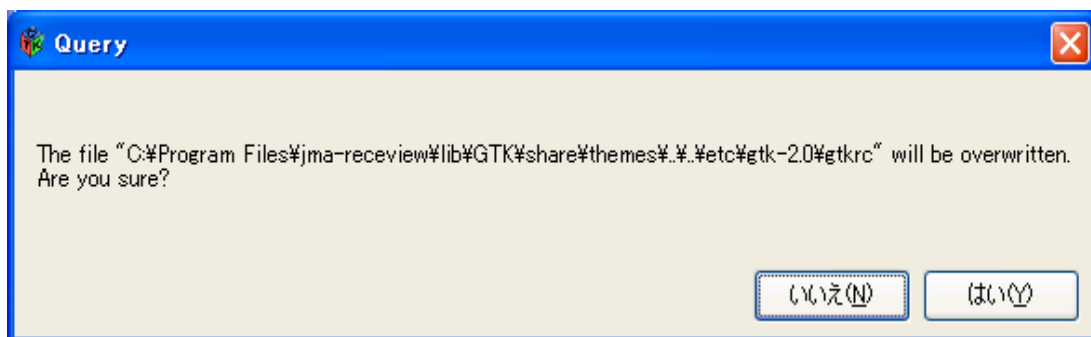 Query
The file "C:¥Program Files¥jma-receview¥lib¥GTK¥share¥themes¥..¥..¥etc¥gtk-2.0¥gtkrc" will be overwritten.
Are you sure?
いいえ(N) はい(Y)